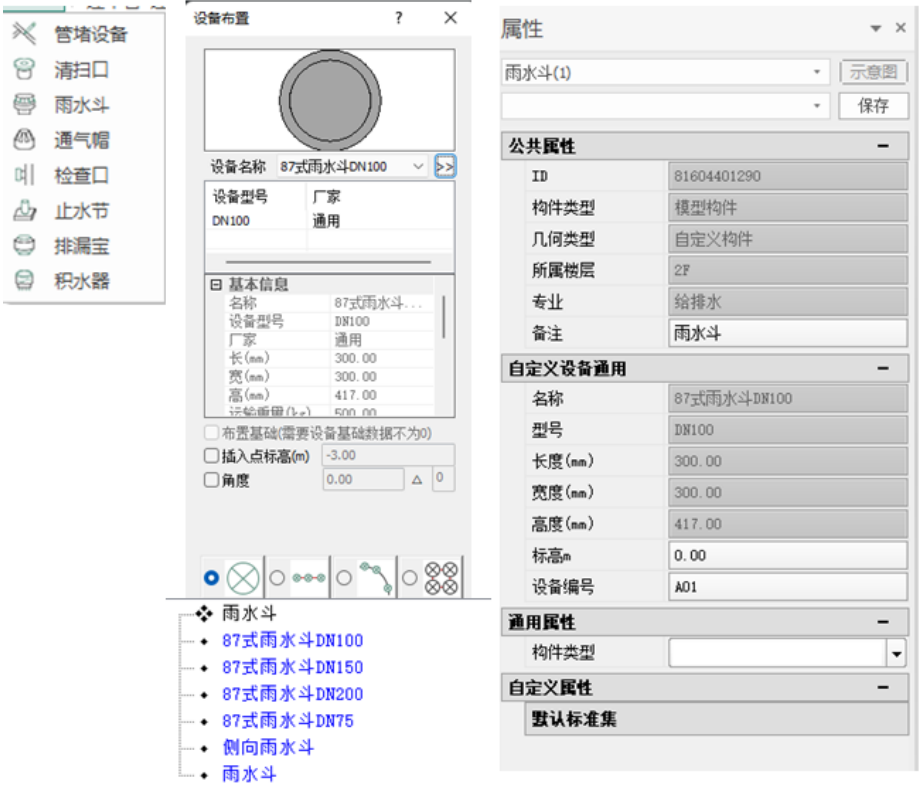 管堵设备
清扫口
雨水斗
通气帽
检查口
止水节
排漏宝
积水器
设备布置
?
×
设备名称 87式雨水斗DN100 >>
设备型号 厂家
DN100 通用
基本信息
名称 87式雨水斗...
设备型号 DN100
厂家 通用
长(mm) 300.00
宽(mm) 300.00
高(mm) 417.00
运输重量(kg) 500.00
布置基础(需要设备基础数据不为0)
插入点标高(m) -3.00
角度 0.00 △ 0
雨水斗
87式雨水斗DN100
87式雨水斗DN150
87式雨水斗DN200
87式雨水斗DN75
侧向雨水斗
雨水斗
属性
雨水斗(1) 示意图
保存
公共属性
ID 81604401290
构件类型 模型构件
几何类型 自定义构件
所属楼层 2F
专业 给排水
备注 雨水斗
自定义设备通用
名称 87式雨水斗DN100
型号 DN100
长度(mm) 300.00
宽度(mm) 300.00
高度(mm) 417.00
标高m 0.00
设备编号 A01
通用属性
构件类型
自定义属性
默认标准集